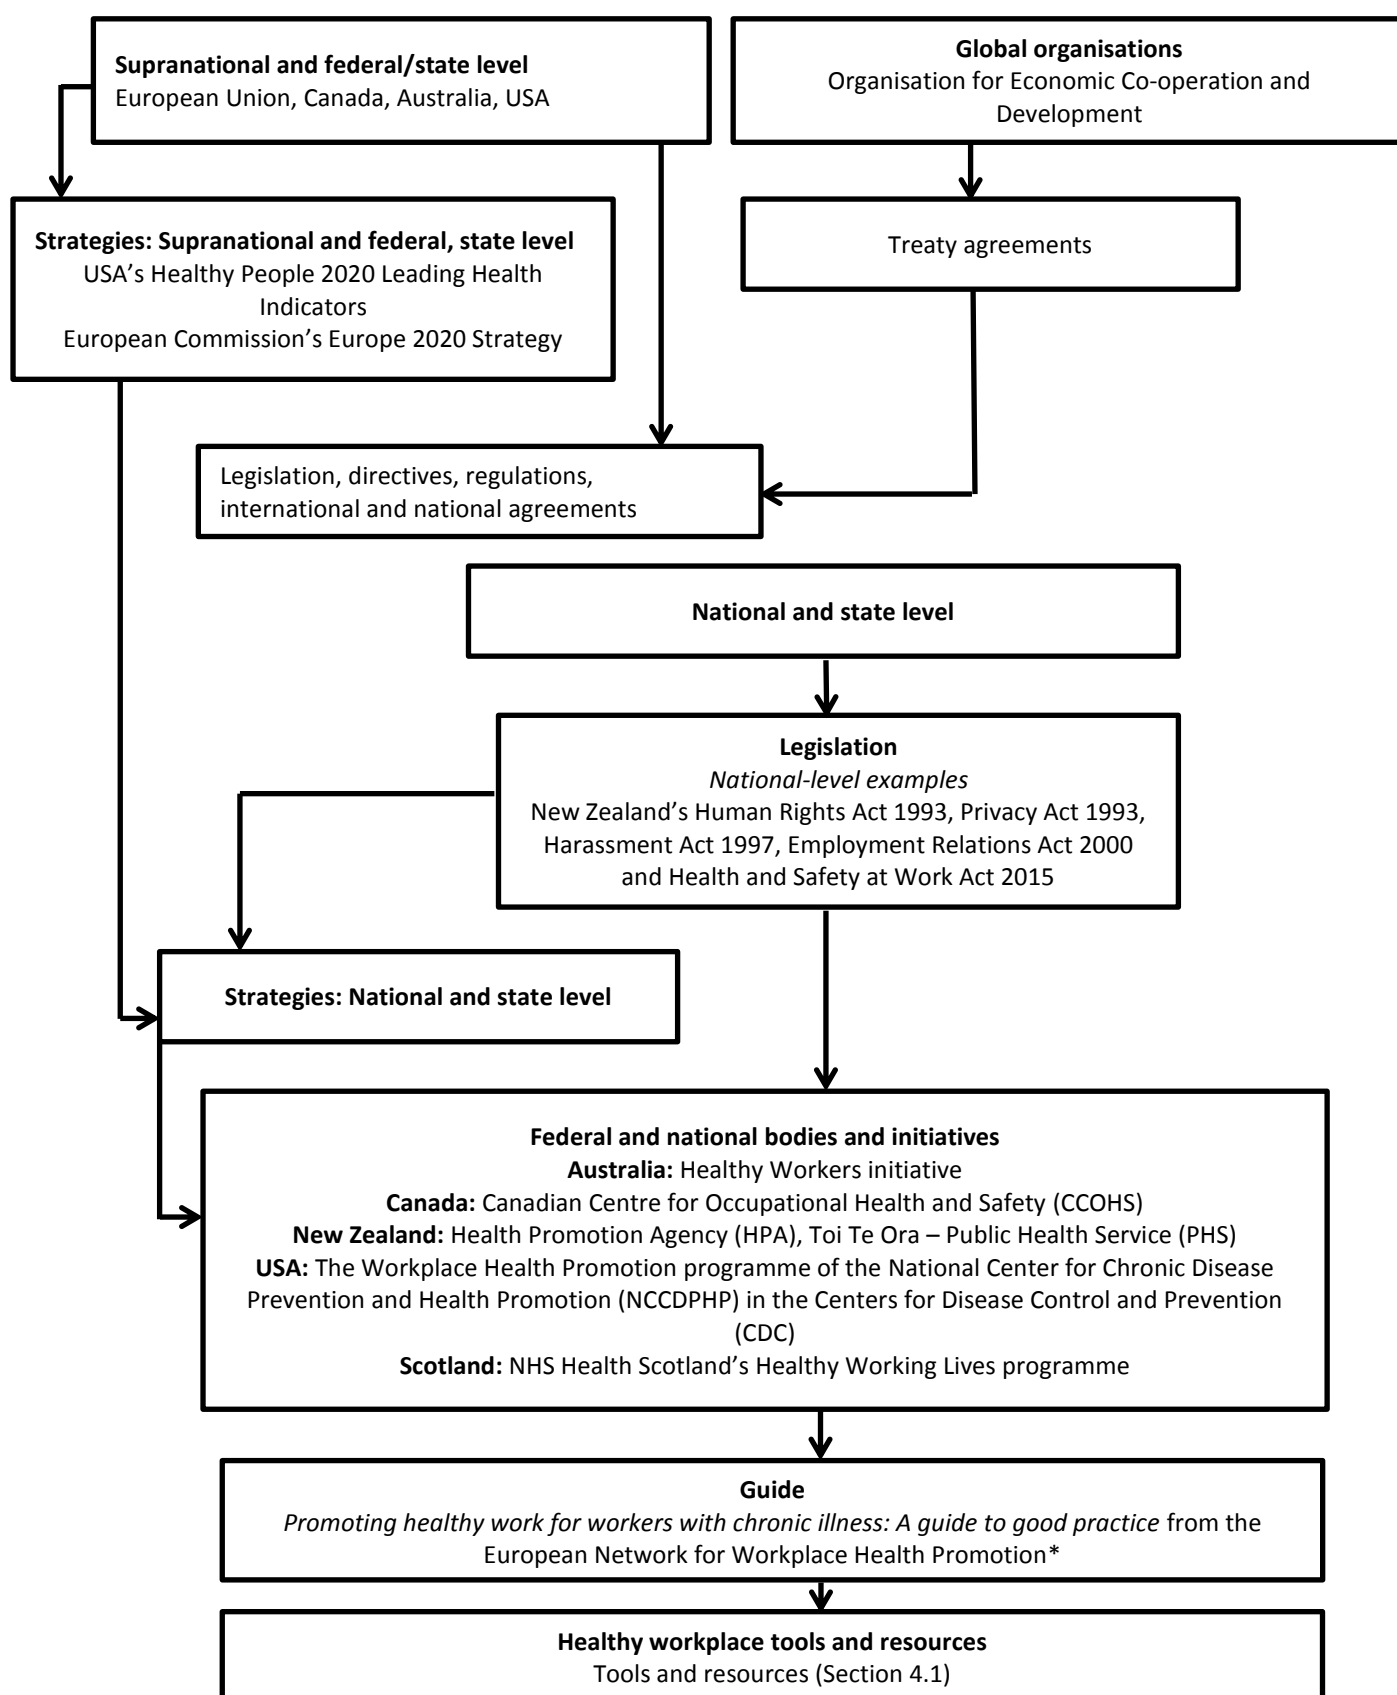 Supranational and federal/state level
European Union, Canada, Australia, USA
Global organisations
Organisation for Economic Co-operation and
Development
Strategies: Supranational and federal, state level
USA’s Healthy People 2020 Leading Health
Indicators
European Commission’s Europe 2020 Strategy
Treaty agreements
Legislation, directives, regulations,
international and national agreements
National and state level
Legislation
National-level examples
New Zealand’s Human Rights Act 1993, Privacy Act 1993,
Harassment Act 1997, Employment Relations Act 2000
and Health and Safety at Work Act 2015
Strategies: National and state level
Federal and national bodies and initiatives
Australia: Healthy Workers initiative
Canada: Canadian Centre for Occupational Health and Safety (CCOHS)
New Zealand: Health Promotion Agency (HPA), Toi Te Ora – Public Health Service (PHS)
USA: The Workplace Health Promotion programme of the National Center for Chronic Disease
Prevention and Health Promotion (NCCDPHP) in the Centers for Disease Control and Prevention
(CDC)
Scotland: NHS Health Scotland’s Healthy Working Lives programme
Guide
Promoting healthy work for workers with chronic illness: A guide to good practice from the
European Network for Workplace Health Promotion*
Healthy workplace tools and resources
Tools and resources (Section 4.1)